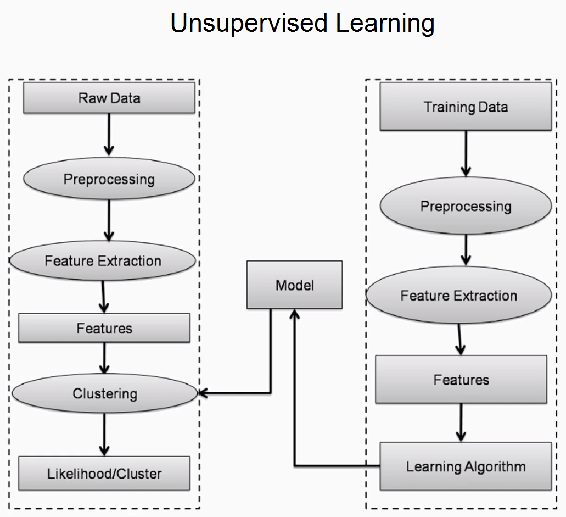 Unsupervised Learning
Raw Data
Preprocessing
Feature Extraction
Features
Clustering
Likelihood/Cluster
Model
Training Data
Preprocessing
Feature Extraction
Features
Learning Algorithm